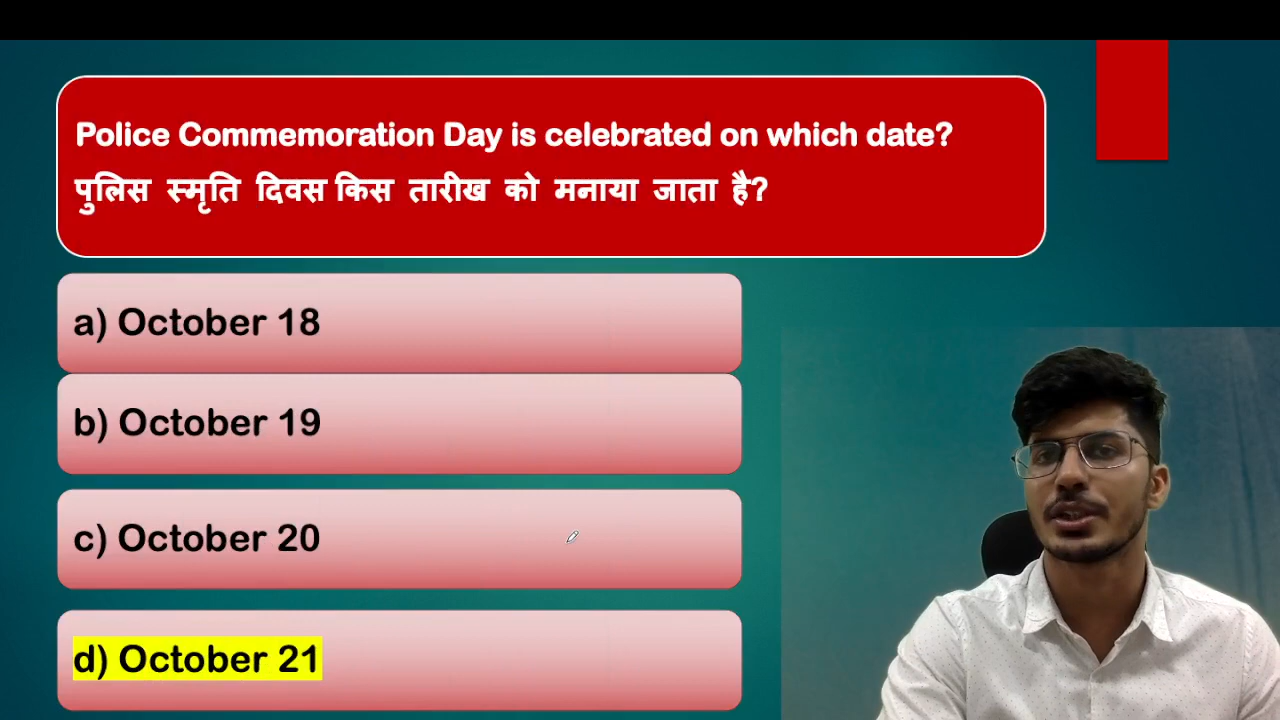 Police Commemoration Day is celebrated on which date?
पुलिस स्मृति दिवस किस तारीख को मनाया जाता है?
a) October 18
b) October 19
c) October 20
d) October 21